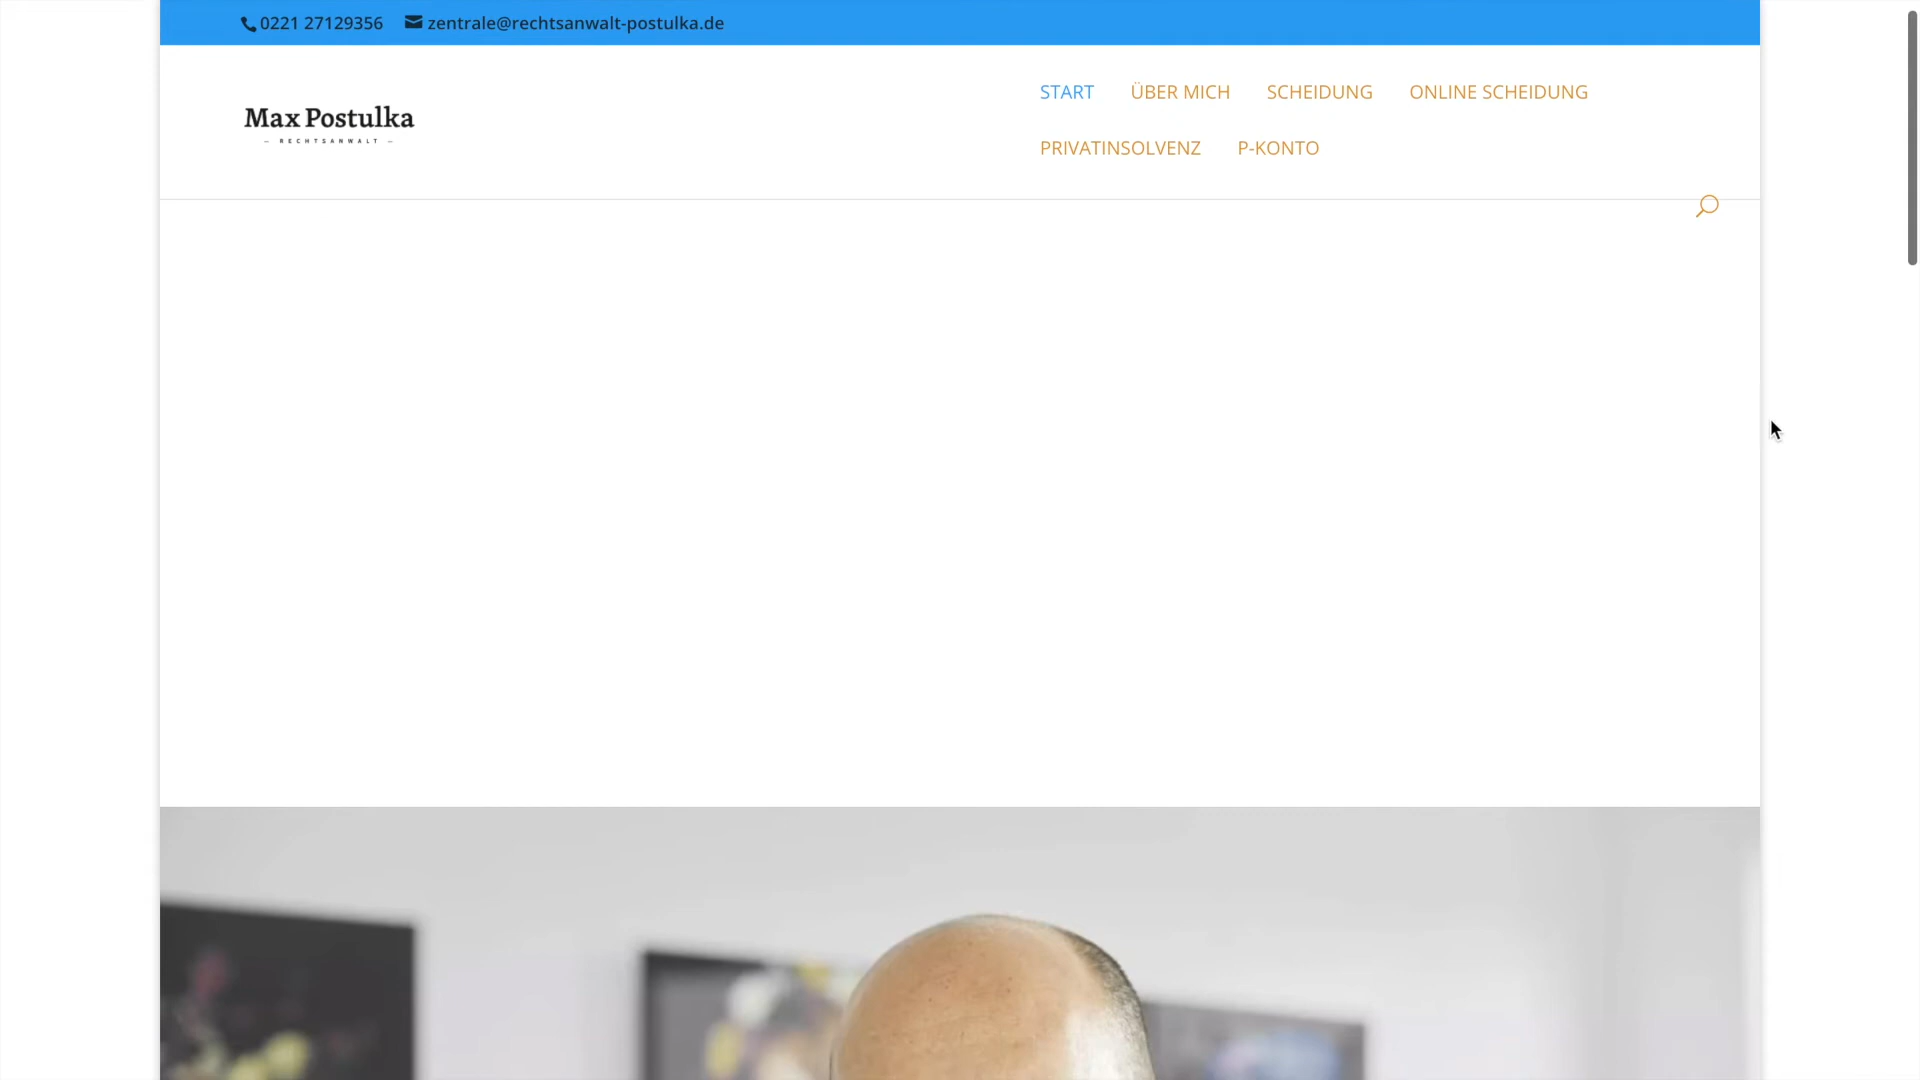 0221 27129356 zentrale@rechtsanwalt-postulka.de
Max Postulka
– RECHTSANWALT –
START ÜBER MICH SCHEIDUNG ONLINE SCHEIDUNG
PRIVATINSOLVENZ P-KONTO